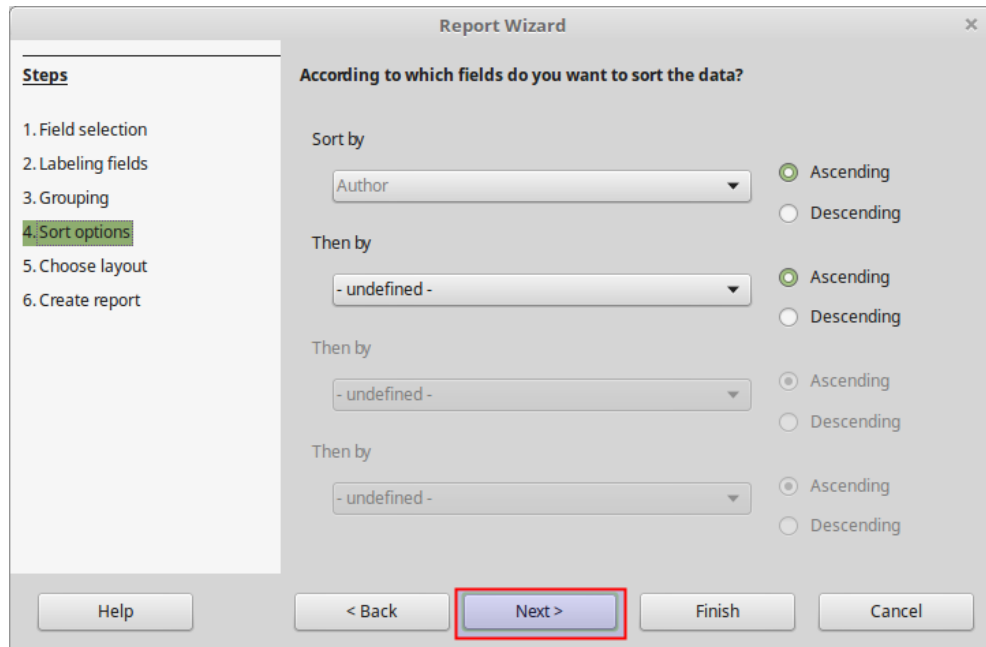 Report Wizard
×
Steps
1. Field selection
2. Labeling fields
3. Grouping
4. Sort options
5. Choose layout
6. Create report
According to which fields do you want to sort the data?
Sort by
Author
Ascending
Descending
Then by
- undefined -
Ascending
Descending
Then by
- undefined -
Ascending
Descending
Then by
- undefined -
Ascending
Descending
Help
< Back
Next >
Finish
Cancel